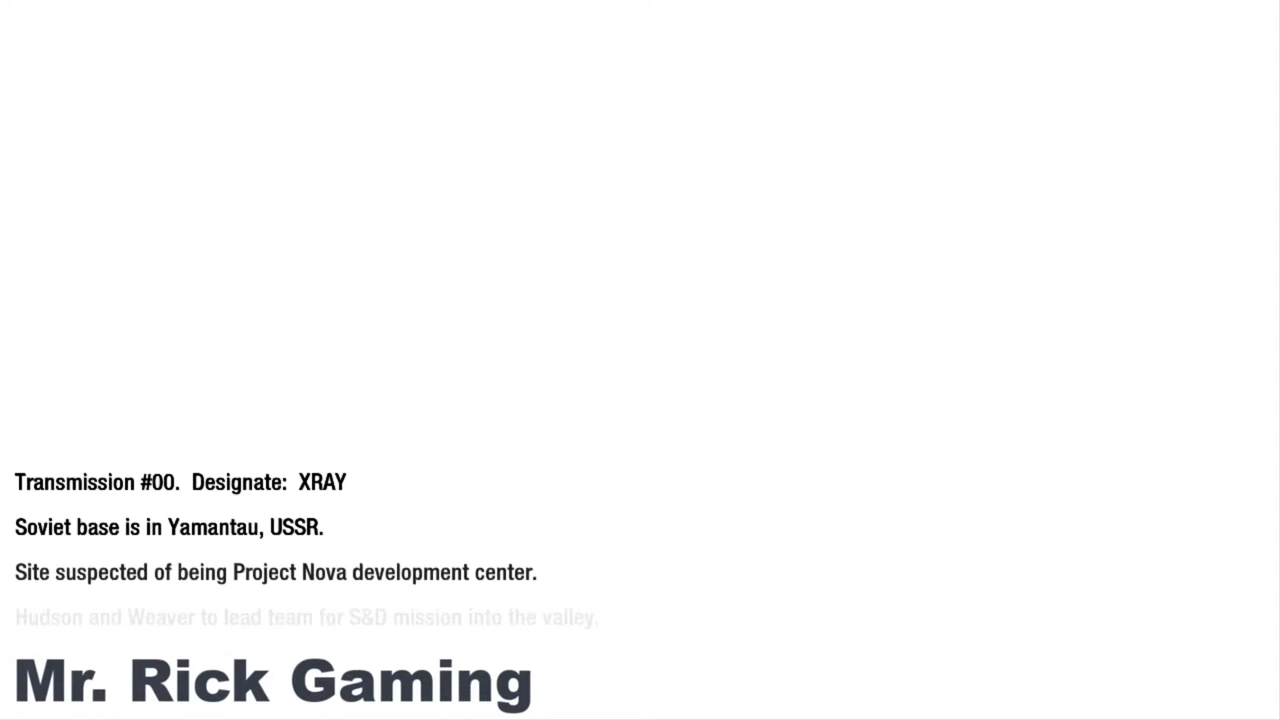 Transmission #00.  Designate:  XRAY
Soviet base is in Yamantau, USSR.
Site suspected of being Project Nova development center.
Hudson and Weaver to lead team for S&D mission into the valley.
Mr. Rick Gaming